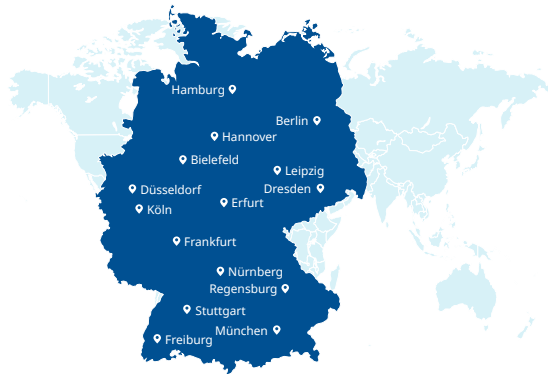 Hamburg
Berlin
Hannover
Bielefeld
Leipzig
Düsseldorf
Dresden
Köln
Erfurt
Frankfurt
Nürnberg
Regensburg
Stuttgart
München
Freiburg